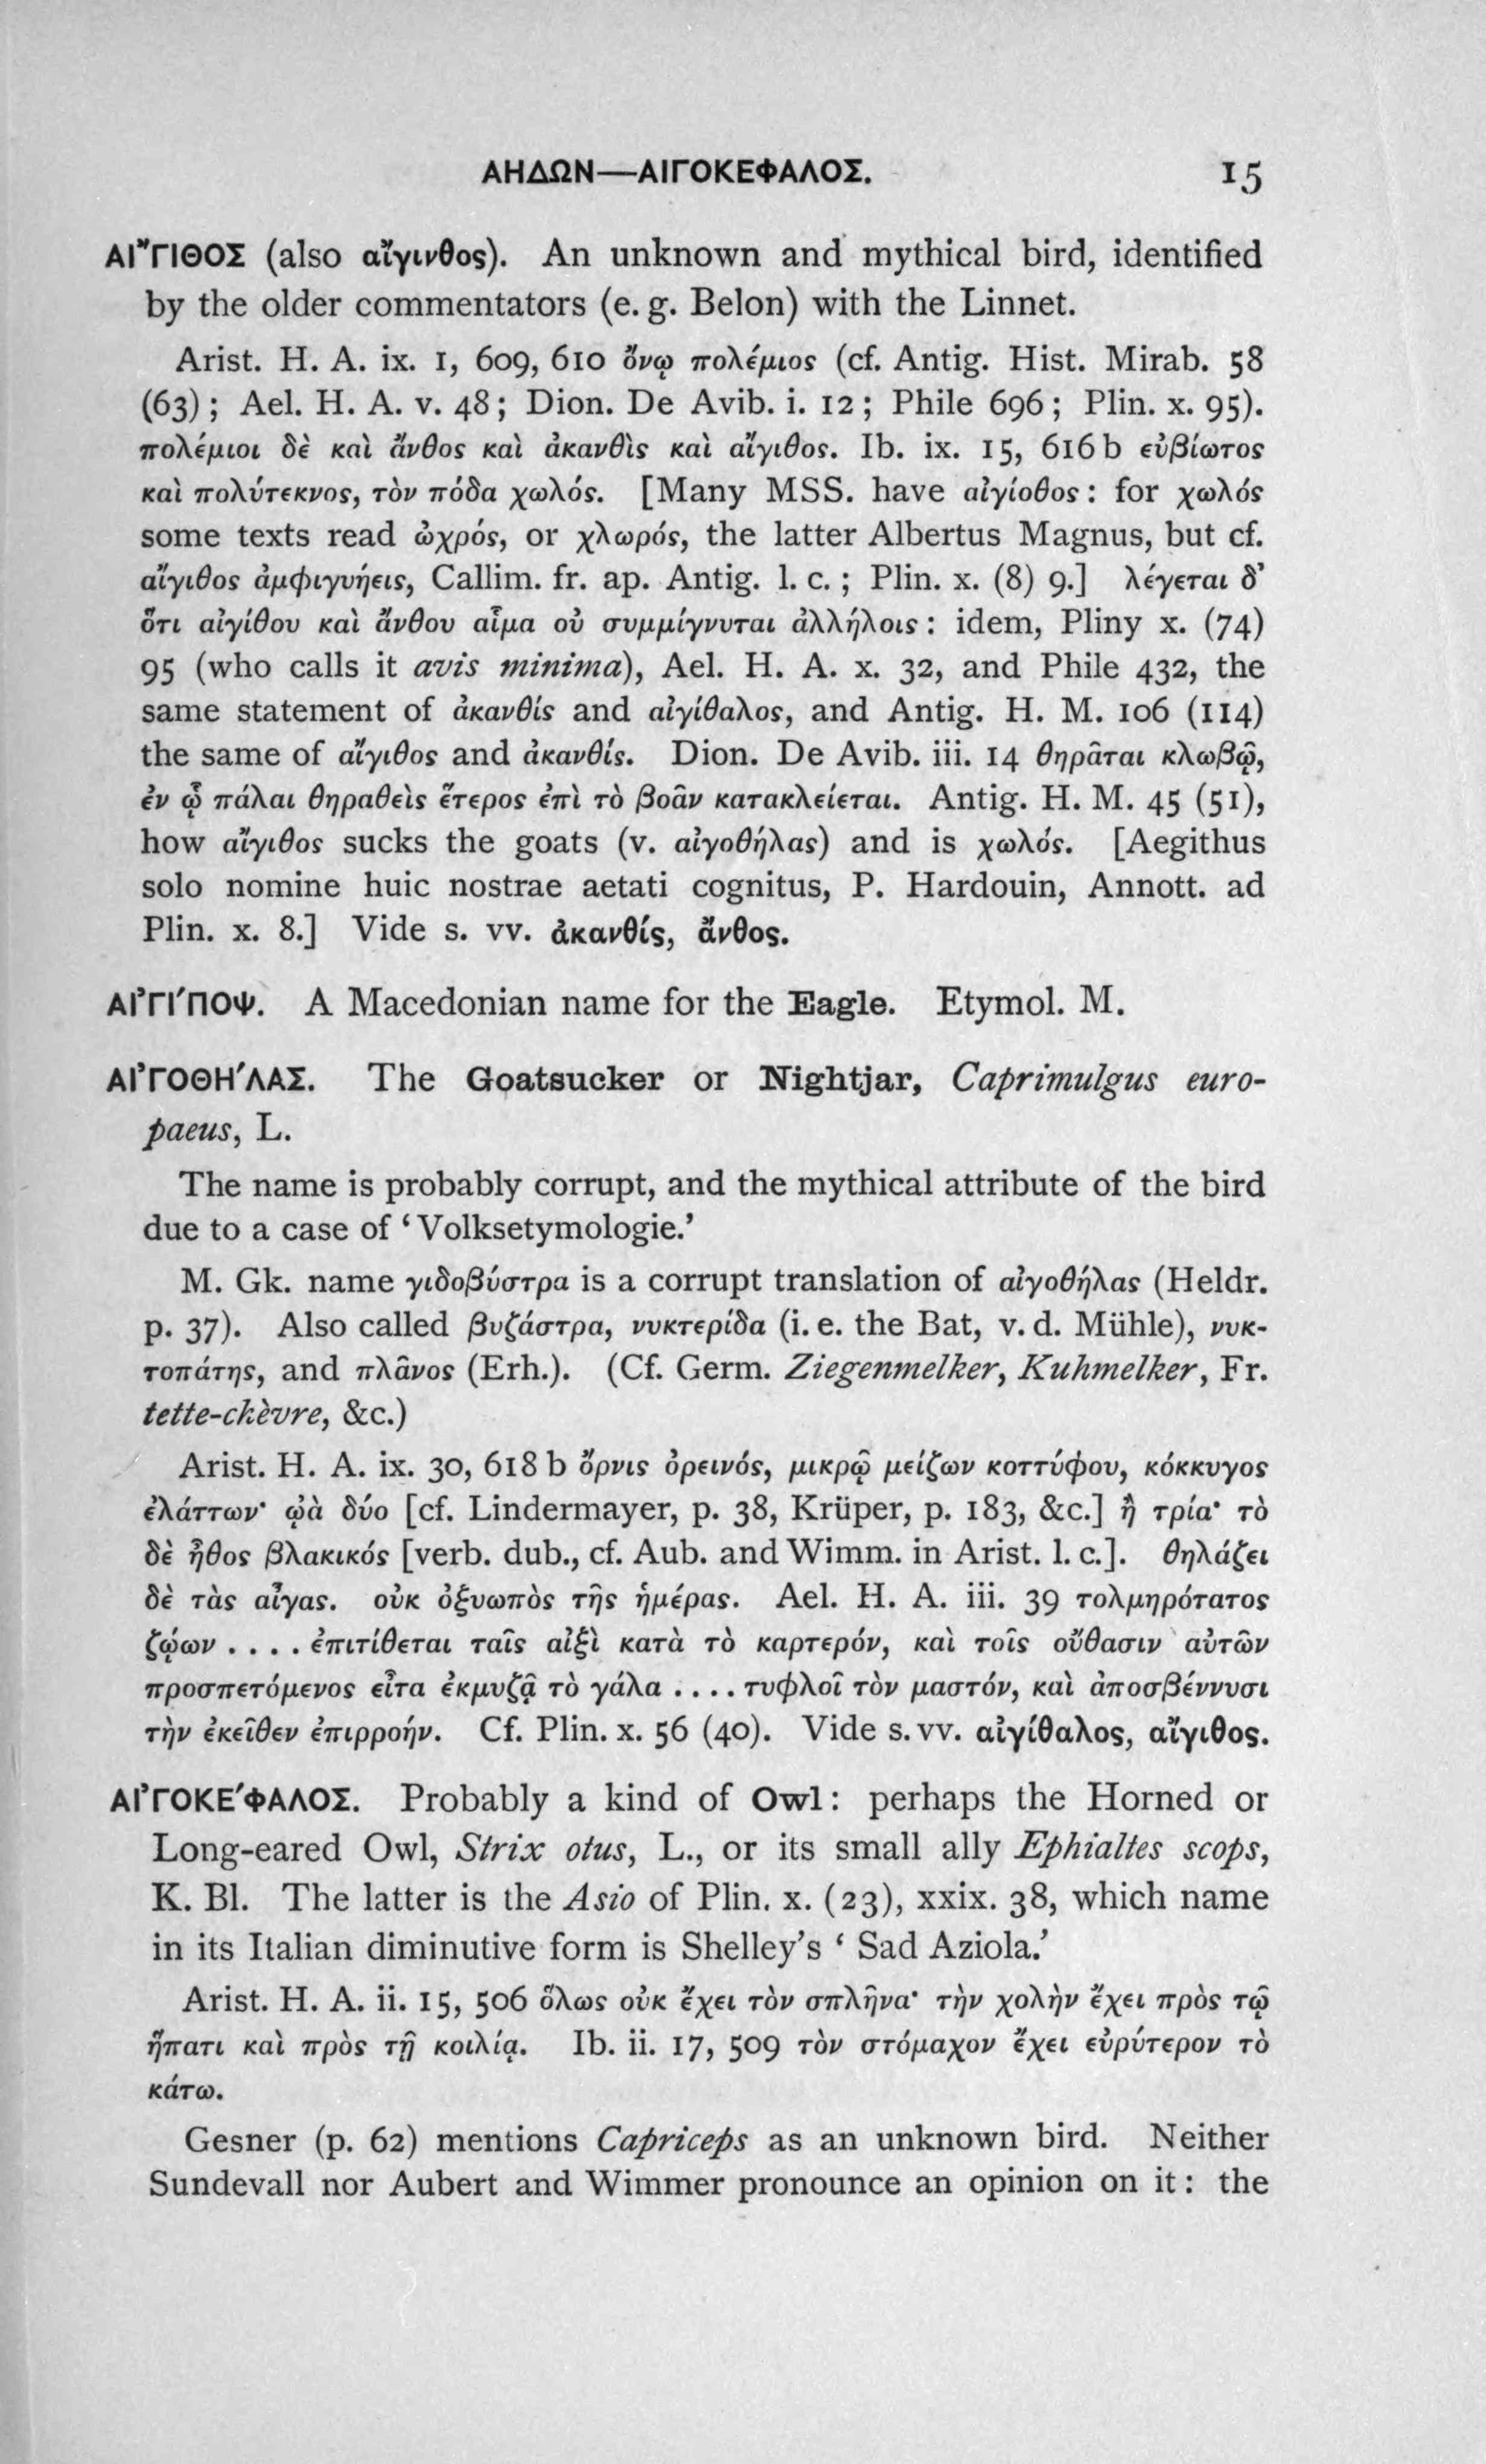 ΑΗΔΩΝ—ΑΙΓΟΚΕΦΑΛΟΣ. 15
ΑΙ῎ΓΙΘΟΣ (also αἴγινθος). An unknown and mythical bird, identified
by the older commentators (e. g. Belon) with the Linnet.
Arist. H. A. ix. 1, 609, 610 ὄνῳ πολέμιος (cf. Antig. Hist. Mirab. 58
(63); Ael. H. A. v. 48; Dion. De Avib. i. 12; Phile 696; Plin. x. 95).
πολέμιοι δὲ καὶ ἄνθος καὶ ἀκανθὶς καὶ αἴγιθος. Ib. ix. 15, 616 b εὐβίωτος
καὶ πολύτεκνος, τὸν πόδα χωλός. [Many MSS. have αἰγίοθος: for χωλός
some texts read ὠχρός, or χλωρός, the latter Albertus Magnus, but cf.
αἴγιθος ἀμφιγυήεις, Callim. fr. ap. Antig. l. c.; Plin. x. (8) 9.] λέγεται δ’
ὅτι αἰγίθου καὶ ἄνθου αἷμα οὐ συμμίγνυται ἀλλήλοις: idem, Pliny x. (74)
95 (who calls it avis minima), Ael. H. A. x. 32, and Phile 432, the
same statement of ἀκανθίς and αἰγίθαλος, and Antig. H. M. 106 (114)
the same of αἴγιθος and ἀκανθίς. Dion. De Avib. iii. 14 θηρᾶται κλωβῷ,
ἐν ᾧ πάλαι θηραθεὶς ἕτερος ἐπὶ τὸ βοᾶν κατακλείεται. Antig. H. M. 45 (51),
how αἴγιθος sucks the goats (v. αἰγοθήλας) and is χωλός. [Aegithus
solo nomine huic nostrae aetati cognitus, P. Hardouin, Annott. ad
Plin. x. 8.] Vide s. vv. ἀκανθίς, ἄνθος.
ΑΙ’ΓΙ´ΠΟΨ. A Macedonian name for the Eagle. Etymol. M.
ΑΙ’ΓΟΘΗ´ΛΑΣ. The Goatsucker or Nightjar, Caprimulgus euro-
paeus, L.
The name is probably corrupt, and the mythical attribute of the bird
due to a case of ‘Volksetymologie.’
M. Gk. name γιδοβύστρα is a corrupt translation of αἰγοθήλας (Heldr.
p. 37). Also called βυζάστρα, νυκτερίδα (i. e. the Bat, v. d. Mühle), νυκ-
τοπάτης, and πλᾶνος (Erh.). (Cf. Germ. Ziegenmelker, Kuhmelker, Fr.
tette-chèvre, &c.)
Arist. H. A. ix. 30, 618 b ὄρνις ὀρεινός, μικρῷ μείζων κοττύφου, κόκκυγος
ἐλάττων· ᾠὰ δύο [cf. Lindermayer, p. 38, Krüper, p. 183, &c.] ἢ τρία· τὸ
δὲ ἦθος βλακικός [verb. dub., cf. Aub. and Wimm. in Arist. l. c.]. θηλάζει
δὲ τὰς αἶγας. οὐκ ὀξυωπὸς τῆς ἡμέρας. Ael. H. A. iii. 39 τολμηρότατος
ζῴων .... ἐπιτίθεται ταῖς αἰξὶ κατὰ τὸ καρτερόν, καὶ τοῖς οὔθασιν αὐτῶν
προσπετόμενος εἶτα ἐκμυζᾷ τὸ γάλα .... τυφλοῖ τὸν μαστόν, καὶ ἀποσβέννυσι
τὴν ἐκεῖθεν ἐπιρροήν. Cf. Plin. x. 56 (40). Vide s. vv. αἰγίθαλος, αἴγιθος.
ΑΙ’ΓΟΚΕ´ΦΑΛΟΣ. Probably a kind of Owl: perhaps the Horned or
Long-eared Owl, Strix otus, L., or its small ally Ephialtes scops,
K. Bl. The latter is the Asio of Plin. x. (23), xxix. 38, which name
in its Italian diminutive form is Shelley’s ‘Sad Aziola.’
Arist. H. A. ii. 15, 506 ὅλως οὐκ ἔχει τὸν σπλῆνα· τὴν χολὴν ἔχει πρὸς τῷ
ἥπατι καὶ πρὸς τῇ κοιλίᾳ. Ib. ii. 17, 509 τὸν στόμαχον ἔχει εὐρύτερον τὸ
κάτω.
Gesner (p. 62) mentions Capriceps as an unknown bird. Neither
Sundevall nor Aubert and Wimmer pronounce an opinion on it: the